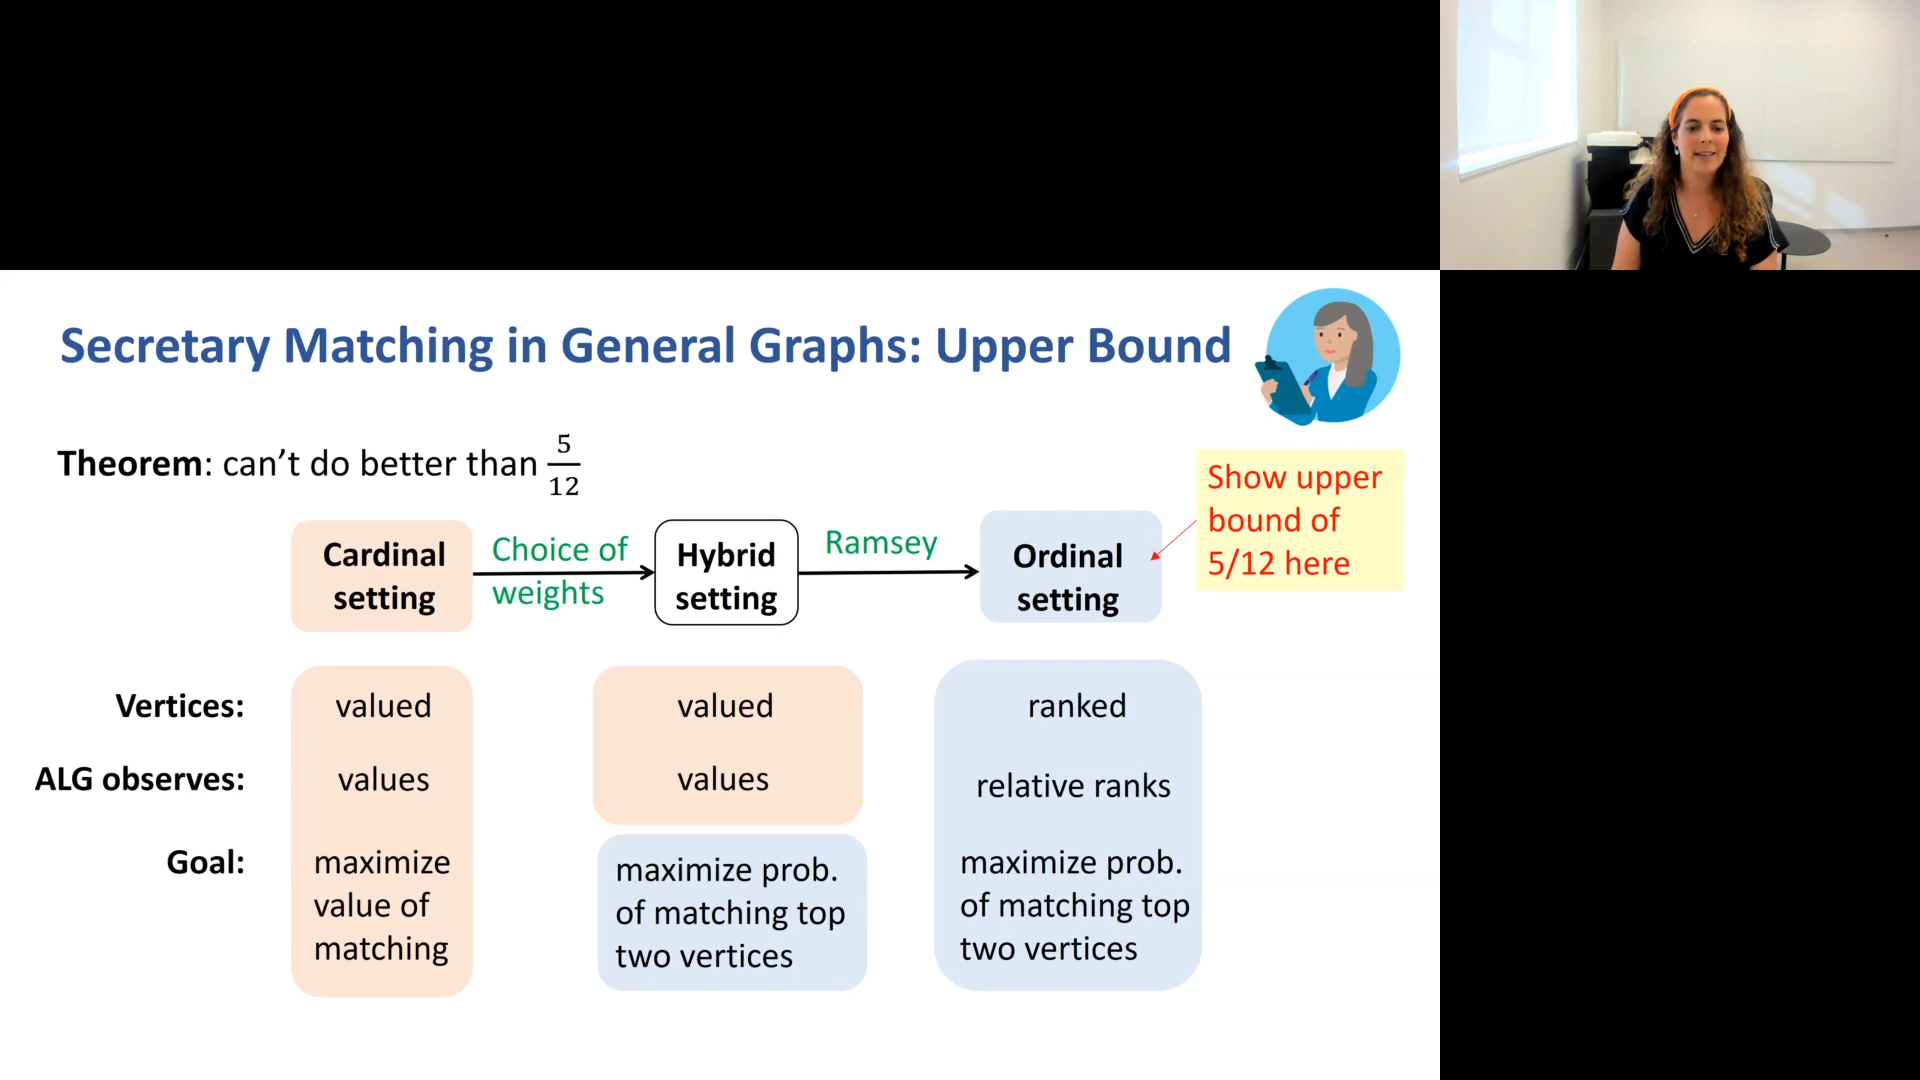 Secretary Matching in General Graphs: Upper Bound
Theorem: can't do better than 5/12
Show upper
bound of
5/12 here
Cardinal
setting
Choice of
weights
Hybrid
setting
Ramsey
Ordinal
setting
Vertices: valued valued ranked
ALG observes: values values relative ranks
Goal:
maximize
value of
matching
maximize prob.
of matching top
two vertices
maximize prob.
of matching top
two vertices